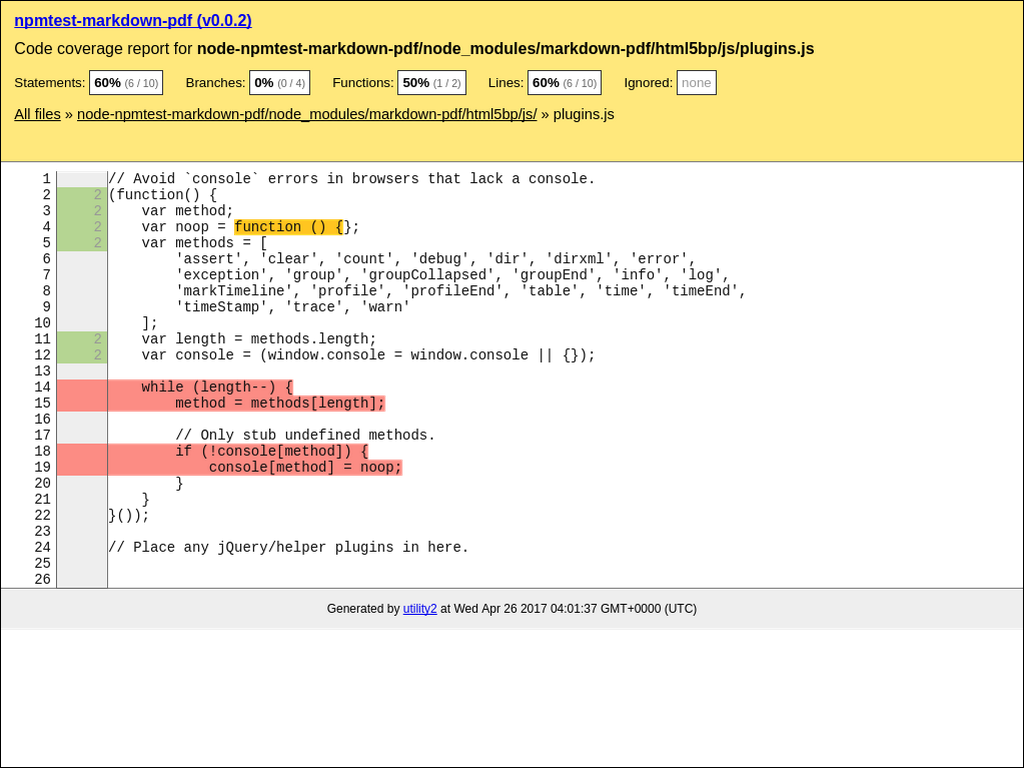 npmtest-markdown-pdf (v0.0.2)
Code coverage report for node-npmtest-markdown-pdf/node_modules/markdown-pdf/html5bp/js/plugins.js
Statements: 60% (6 / 10) Branches: 0% (0 / 4) Functions: 50% (1 / 2) Lines: 60% (6 / 10) Ignored: none
All files » node-npmtest-markdown-pdf/node_modules/markdown-pdf/html5bp/js/ » plugins.js
1 // Avoid `console` errors in browsers that lack a console.
2 2 (function() {
3 2     var method;
4 2     var noop = function () {};
5 2     var methods = [
6         'assert', 'clear', 'count', 'debug', 'dir', 'dirxml', 'error',
7         'exception', 'group', 'groupCollapsed', 'groupEnd', 'info', 'log',
8         'markTimeline', 'profile', 'profileEnd', 'table', 'time', 'timeEnd',
9         'timeStamp', 'trace', 'warn'
10     ];
11 2     var length = methods.length;
12 2     var console = (window.console = window.console || {});
13
14     while (length--) {
15         method = methods[length];
16
17         // Only stub undefined methods.
18         if (!console[method]) {
19             console[method] = noop;
20         }
21     }
22 }());
23
24 // Place any jQuery/helper plugins in here.
25
26
Generated by utility2 at Wed Apr 26 2017 04:01:37 GMT+0000 (UTC)